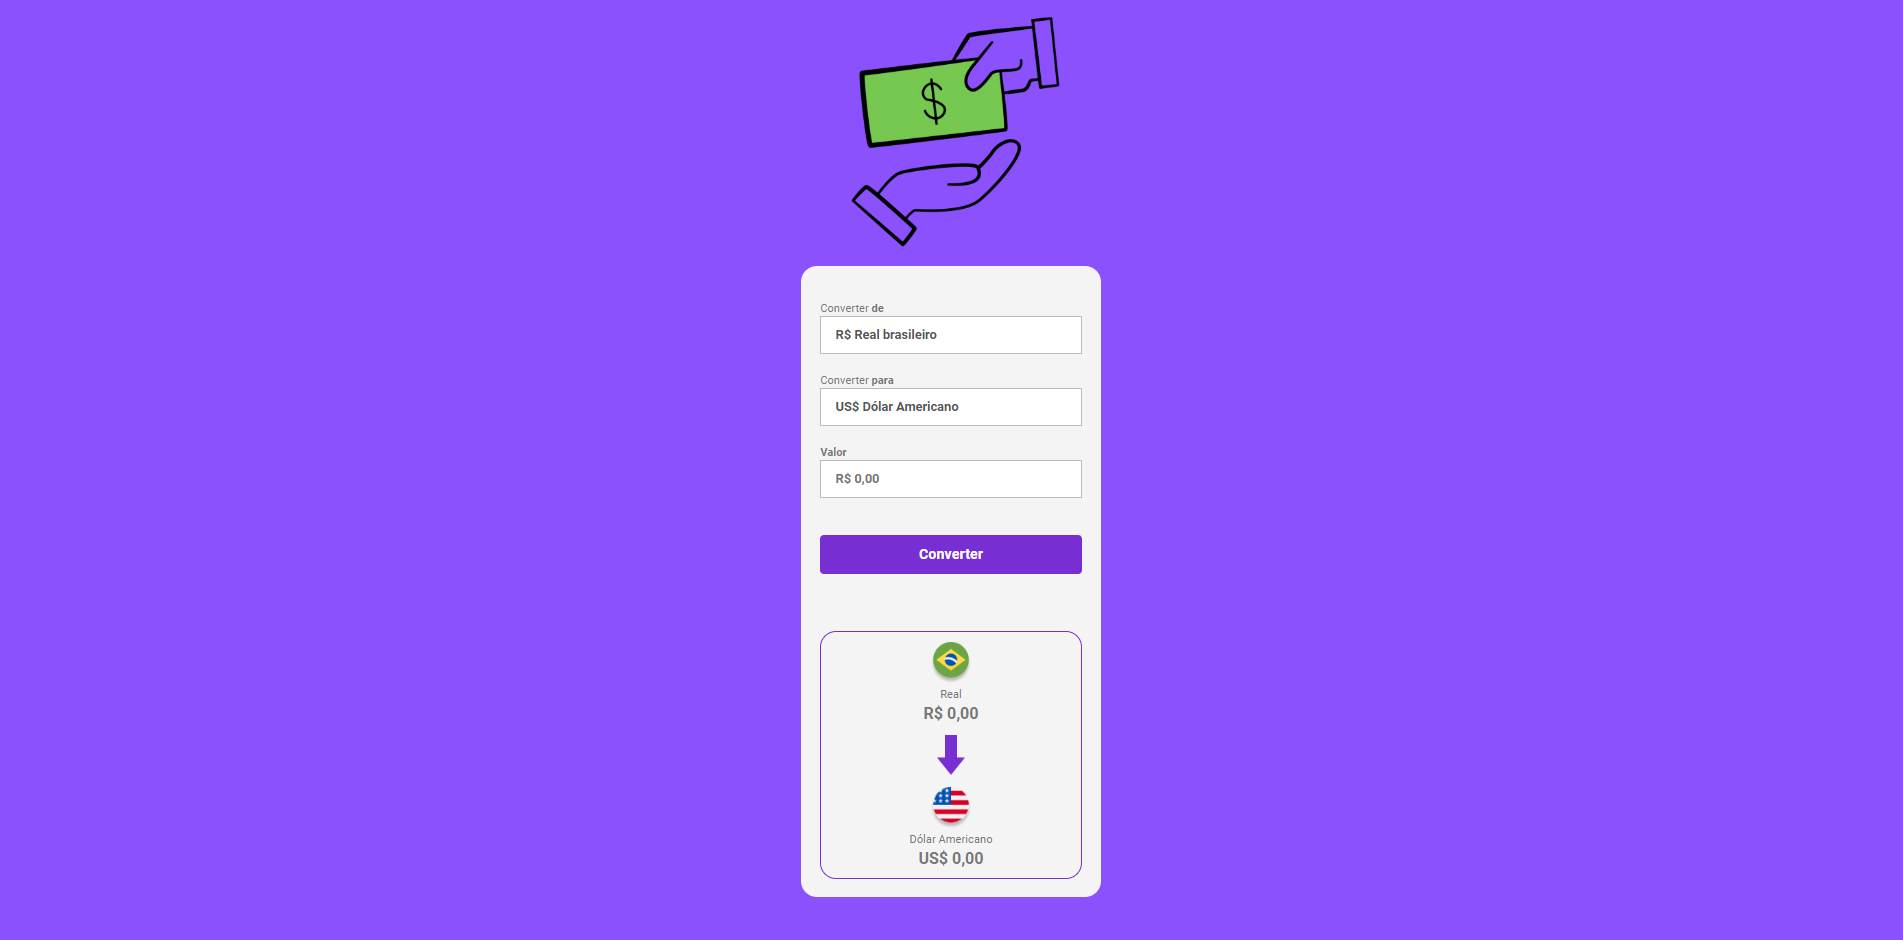 $
Converter de
R$ Real brasileiro
Converter para
US$ Dólar Americano
Valor
R$ 0,00
Converter
Real
R$ 0,00
Dólar Americano
US$ 0,00